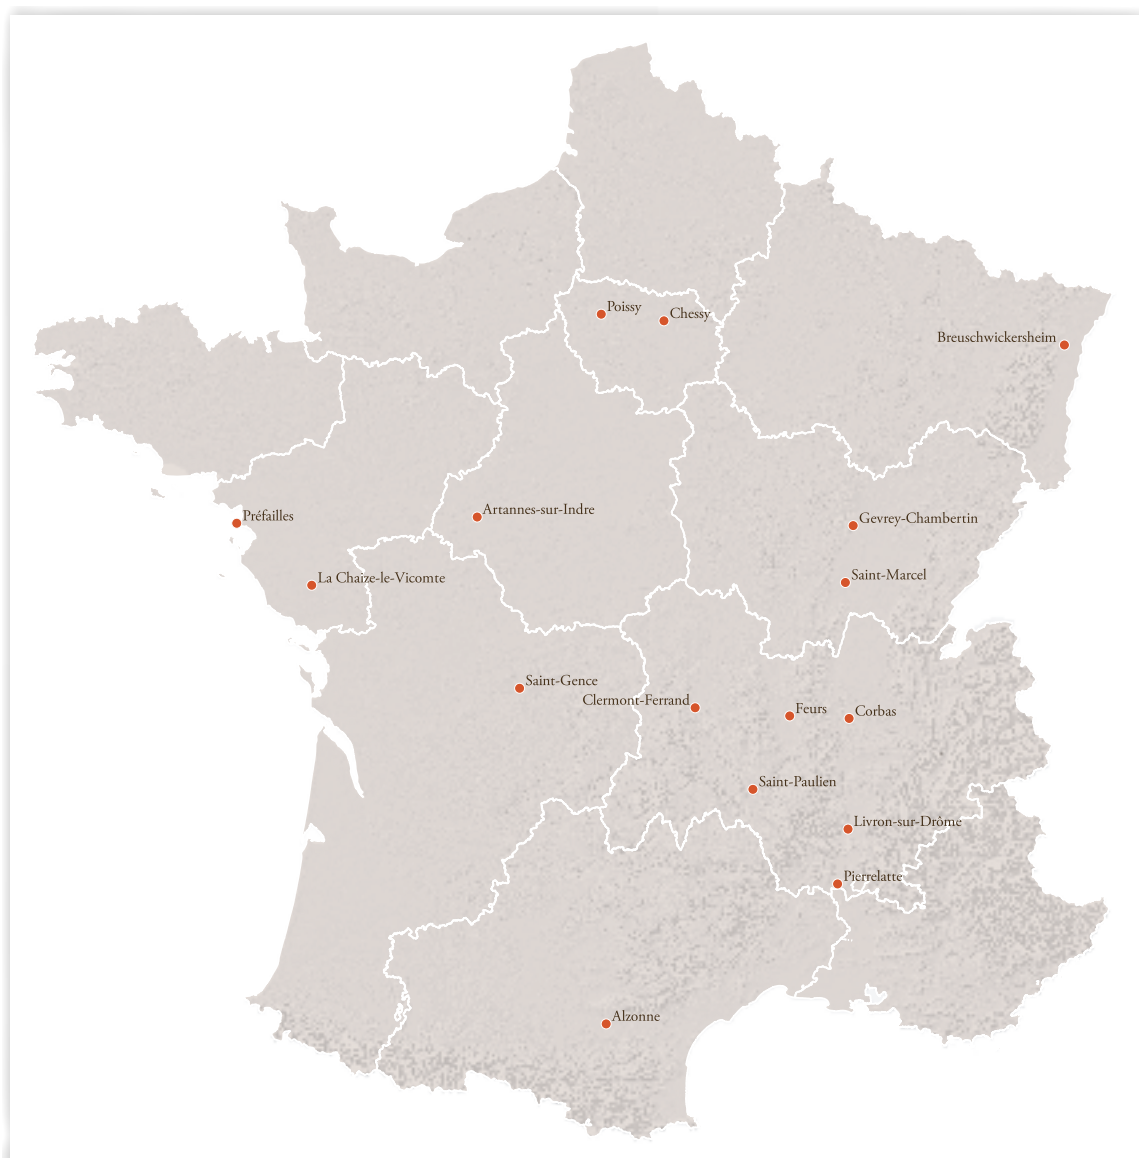 Poissy
Chessy
Breuschwickersheim
Préfailles
Artannes-sur-Indre
Gevrey-Chambertin
La Chaize-le-Vicomte
Saint-Marcel
Saint-Gence
Clermont-Ferrand
Feurs
Corbas
Saint-Paulien
Livron-sur-Drôme
Pierrelatte
Alzonne